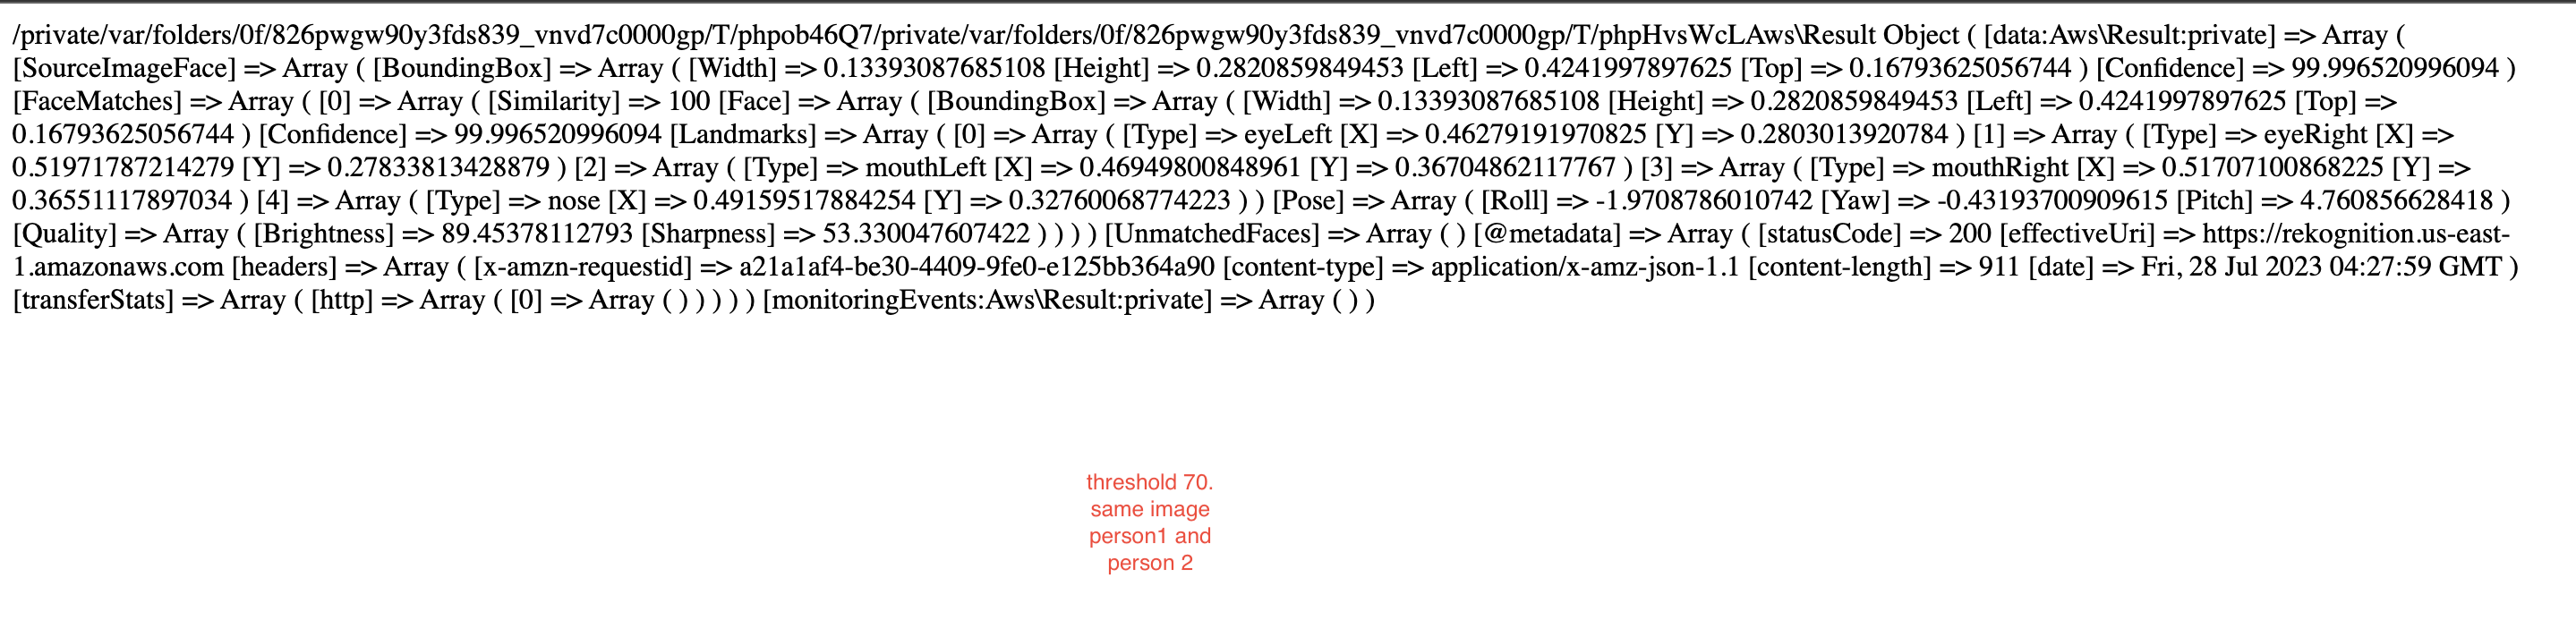 /private/var/folders/0f/826pwgw90y3fds839_vnvd7c0000gp/T/phpob46Q7/private/var/folders/0f/826pwgw90y3fds839_vnvd7c0000gp/T/phpHvsWcLAws\Result Object ( [data:Aws\Result:private] => Array (
[SourceImageFace] => Array ( [BoundingBox] => Array ( [Width] => 0.13393087685108 [Height] => 0.2820859849453 [Left] => 0.4241997897625 [Top] => 0.16793625056744 ) [Confidence] => 99.996520996094 )
[FaceMatches] => Array ( [0] => Array ( [Similarity] => 100 [Face] => Array ( [BoundingBox] => Array ( [Width] => 0.13393087685108 [Height] => 0.2820859849453 [Left] => 0.4241997897625 [Top] =>
0.16793625056744 ) [Confidence] => 99.996520996094 [Landmarks] => Array ( [0] => Array ( [Type] => eyeLeft [X] => 0.46279191970825 [Y] => 0.2803013920784 ) [1] => Array ( [Type] => eyeRight [X] =>
0.51971787214279 [Y] => 0.27833813428879 ) [2] => Array ( [Type] => mouthLeft [X] => 0.46949800848961 [Y] => 0.36704862117767 ) [3] => Array ( [Type] => mouthRight [X] => 0.51707100868225 [Y] =>
0.36551117897034 ) [4] => Array ( [Type] => nose [X] => 0.49159517884254 [Y] => 0.32760068774223 ) ) [Pose] => Array ( [Roll] => -1.9708786010742 [Yaw] => -0.43193700909615 [Pitch] => 4.760856628418 )
[Quality] => Array ( [Brightness] => 89.45378112793 [Sharpness] => 53.330047607422 ) ) ) ) [UnmatchedFaces] => Array ( ) [@metadata] => Array ( [statusCode] => 200 [effectiveUri] => https://rekognition.us-east-
1.amazonaws.com [headers] => Array ( [x-amzn-requestid] => a21a1af4-be30-4409-9fe0-e125bb364a90 [content-type] => application/x-amz-json-1.1 [content-length] => 911 [date] => Fri, 28 Jul 2023 04:27:59 GMT )
[transferStats] => Array ( [http] => Array ( [0] => Array ( ) ) ) ) ) [monitoringEvents:Aws\Result:private] => Array ( ) )
threshold 70.
same image
person1 and
person 2